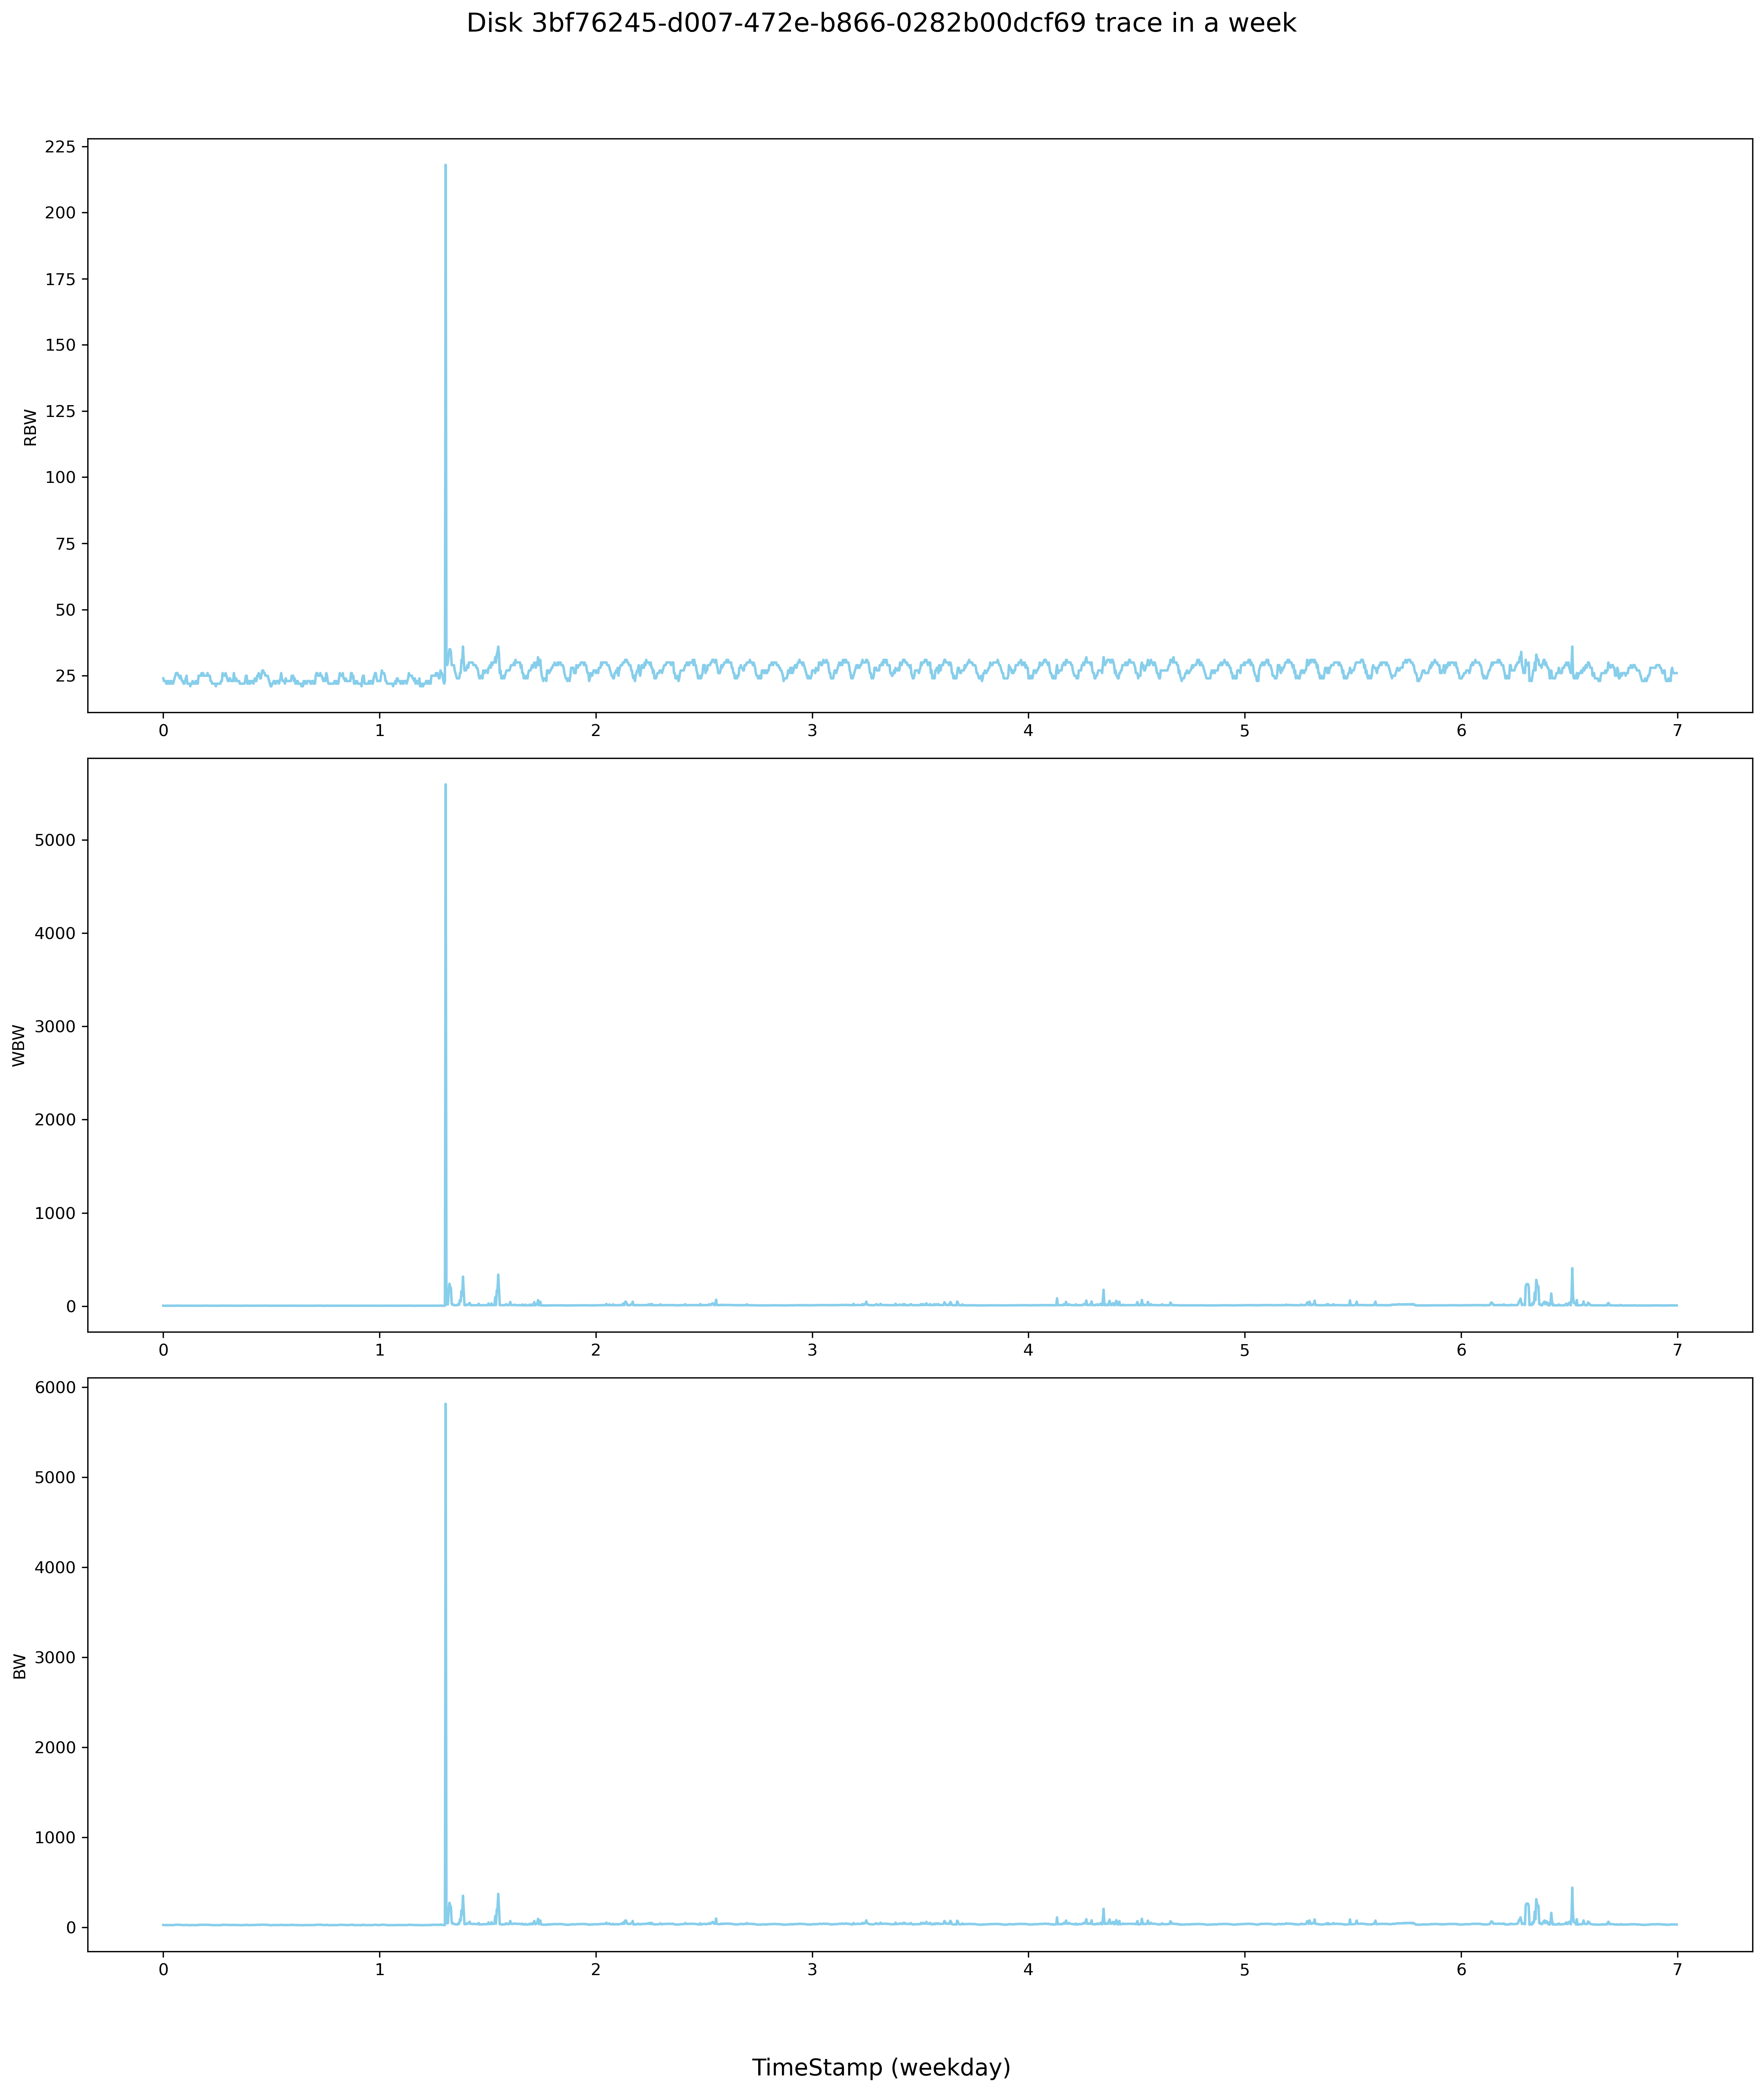 Disk 3bf76245-d007-472e-b866-0282b00dcf69 trace in a week
225
200
175
150
125
100
75
50
25
RBW
0 1 2 3 4 5 6 7
5000
4000
3000
2000
1000
0
WBW
0 1 2 3 4 5 6 7
6000
5000
4000
3000
2000
1000
0
BW
0 1 2 3 4 5 6 7
TimeStamp (weekday)